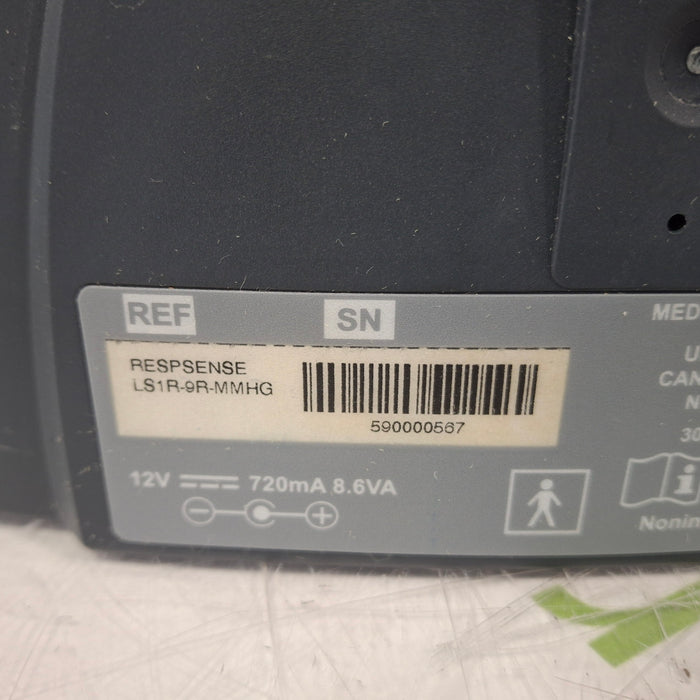 REF
SN
RESPSENSE
LS1R-9R-MMHG
590000567
12V 720mA 8.6VA
MED
U
CAN
N
30
Nonin